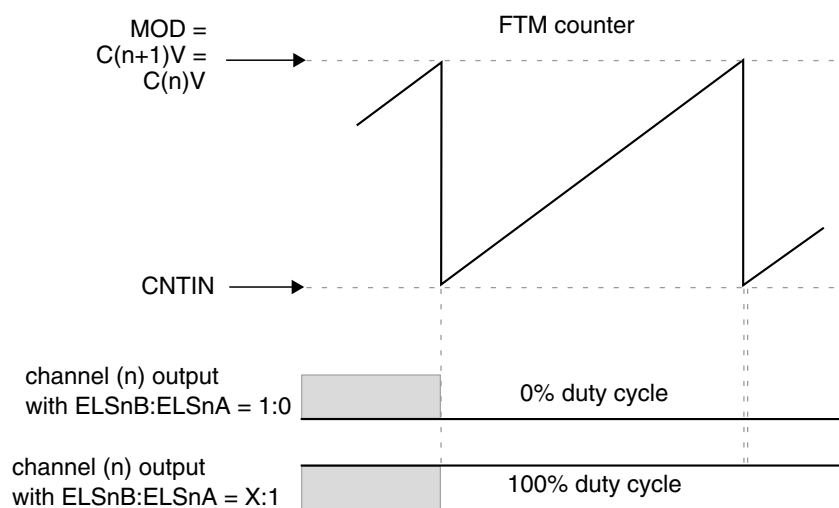 MOD =
C(n+1)V =
C(n)V
FTM counter
CNTIN
channel (n) output
with ELSnB:ELSnA = 1:0
0% duty cycle
channel (n) output
with ELSnB:ELSnA = X:1
100% duty cycle